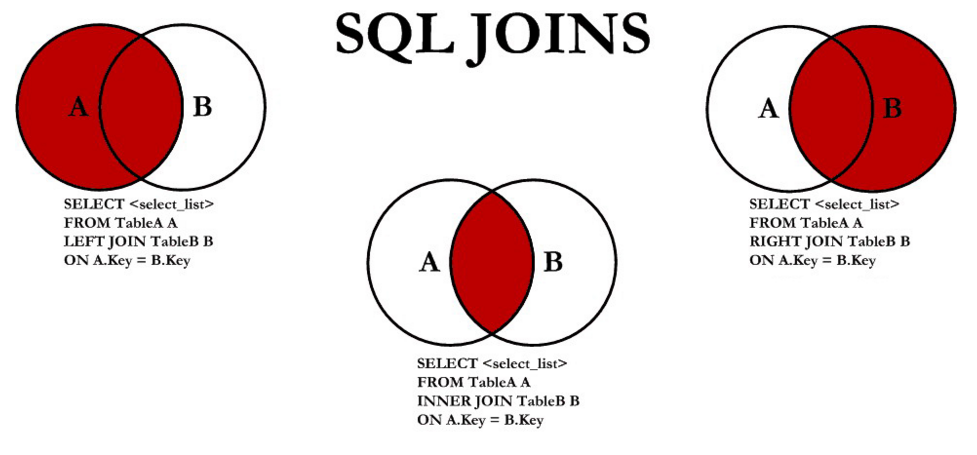 SQL JOINS
A B
SELECT <select_list>
FROM TableA A
LEFT JOIN TableB B
ON A.Key = B.Key
A B
SELECT <select_list>
FROM TableA A
RIGHT JOIN TableB B
ON A.Key = B.Key
A B
SELECT <select_list>
FROM TableA A
INNER JOIN TableB B
ON A.Key = B.Key